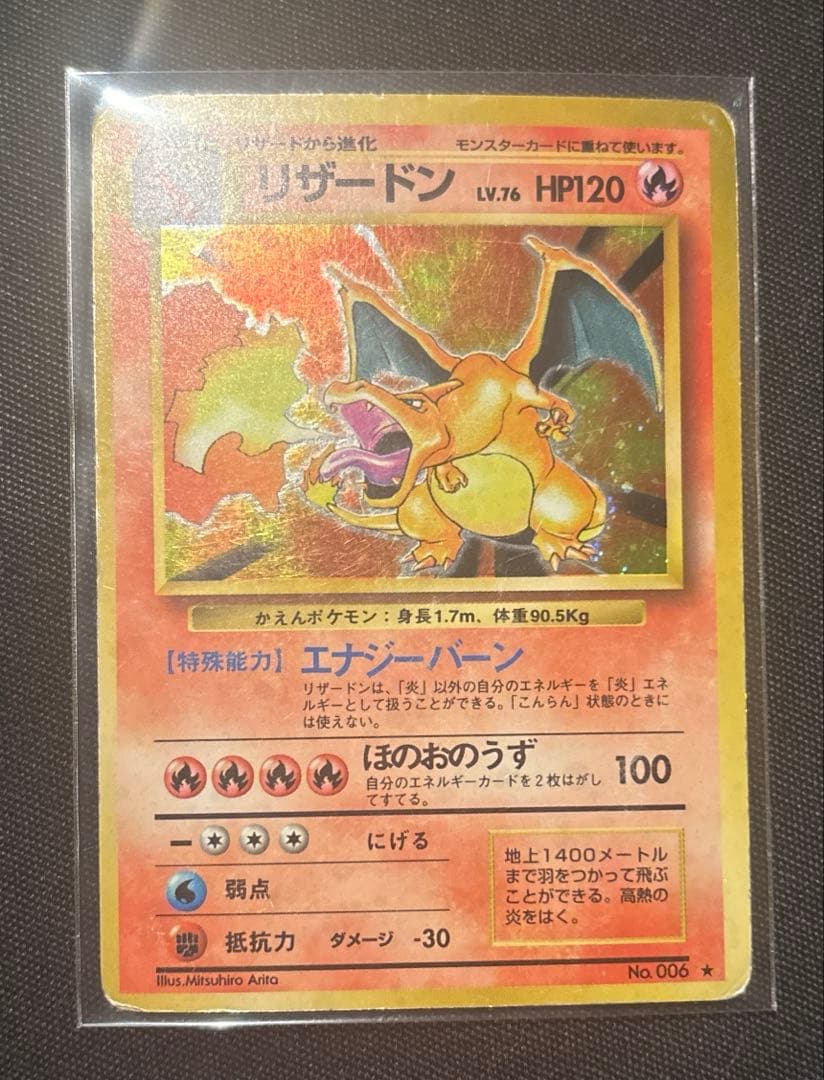 リザードから進化
モンスターカードに重ねて使います。
リザードン LV.76 HP120
かえんポケモン：身長1.7m、体重90.5Kg
【特殊能力】エナジーバーン
リザードンは、「炎」以外の自分のエネルギーを「炎」エネ
ルギーとして扱うことができる。「こんらん」状態のときに
は使えない。
ほのおのうず 100
自分のエネルギーカードを2枚はがし
てすてる。
にげる
弱点
抵抗力 ダメージ -30
地上1400メートル
まで羽をつかって飛ぶ
ことができる。高熱の
炎をはく。
Illus.Mitsuhiro Arita
No. 006 ★